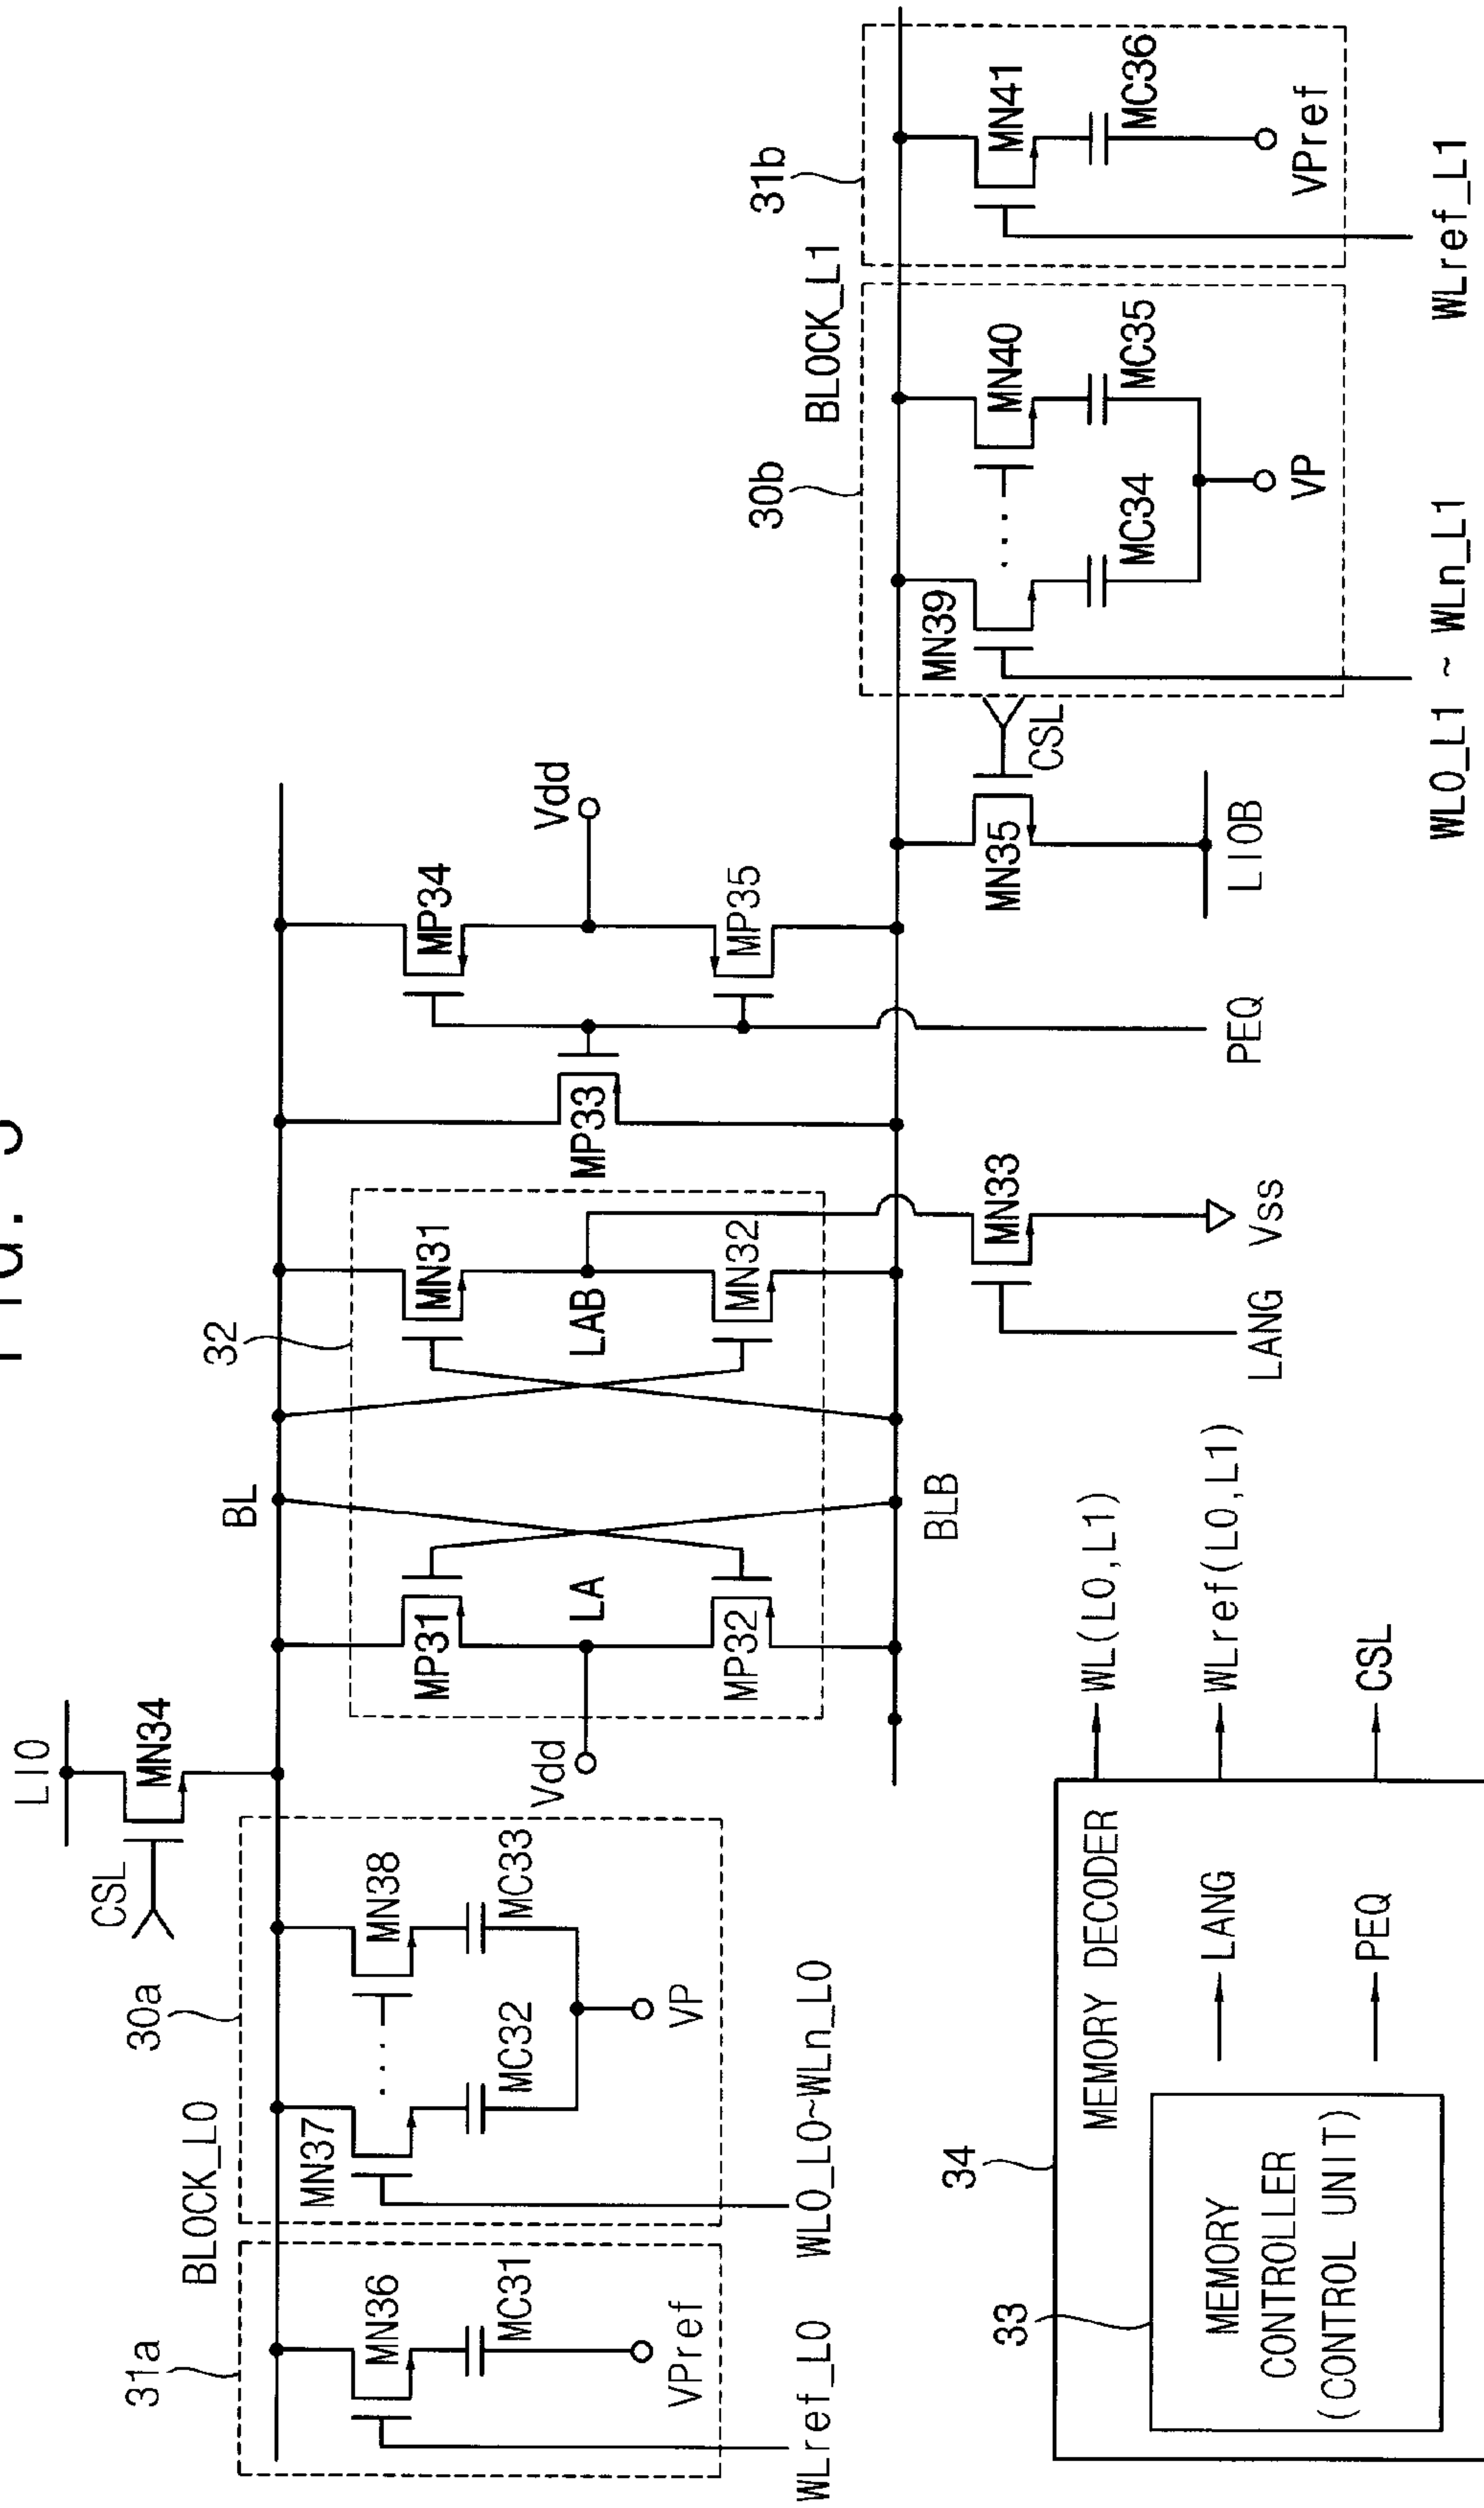 LIO
CSL
MN34
31a
BLOCK_L0
30a
MN36
MC31
VPref
WLref_L0
MN37
MN38
MC32
MC33
VP
WL0_L0~WLn_L0
BL
32
Vdd
MP31
LA
MP32
MN31
LAB
MN32
BLB
MP33
MP34
Vdd
MP35
LANG
MN33
Vss
PEQ
MN35
CSL
LIOB
30b
BLOCK_L1
31b
MN39
MN40
MC34
MC35
VP
WL0_L1 ~ WLn_L1
MN41
MC36
VPref
WLref_L1
34
MEMORY DECODER
33
MEMORY
CONTROLLER
(CONTROL UNIT)
LANG
PEQ
WL(L0,L1)
WLref(L0,L1)
CSL